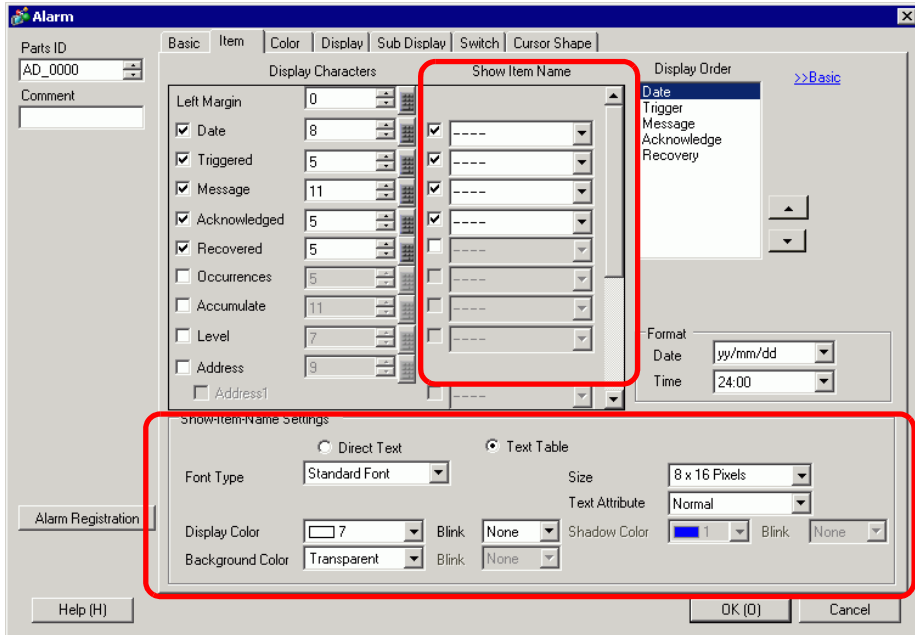 Alarm
Parts ID
AD_0000
Comment
Basic Item Color Display Sub Display Switch Cursor Shape
Display Characters Show Item Name Display Order >>Basic
Left Margin 0
Date 8 ----
Triggered 5 ----
Message 11 ----
Acknowledged 5 ----
Recovered 5 ----
Occurrences 5 ----
Accumulate 11 ----
Level 7 ----
Address 9
Address1 ----
Date
Trigger
Message
Acknowledge
Recovery
Format
Date yy/mm/dd
Time 24:00
Show-Item-Name Settings
Direct Text Text Table
Font Type Standard Font Size 8 x 16 Pixels
Text Attribute Normal
Display Color 7 Blink None Shadow Color 1 Blink None
Background Color Transparent Blink None
Alarm Registration
Help (H) OK (O) Cancel